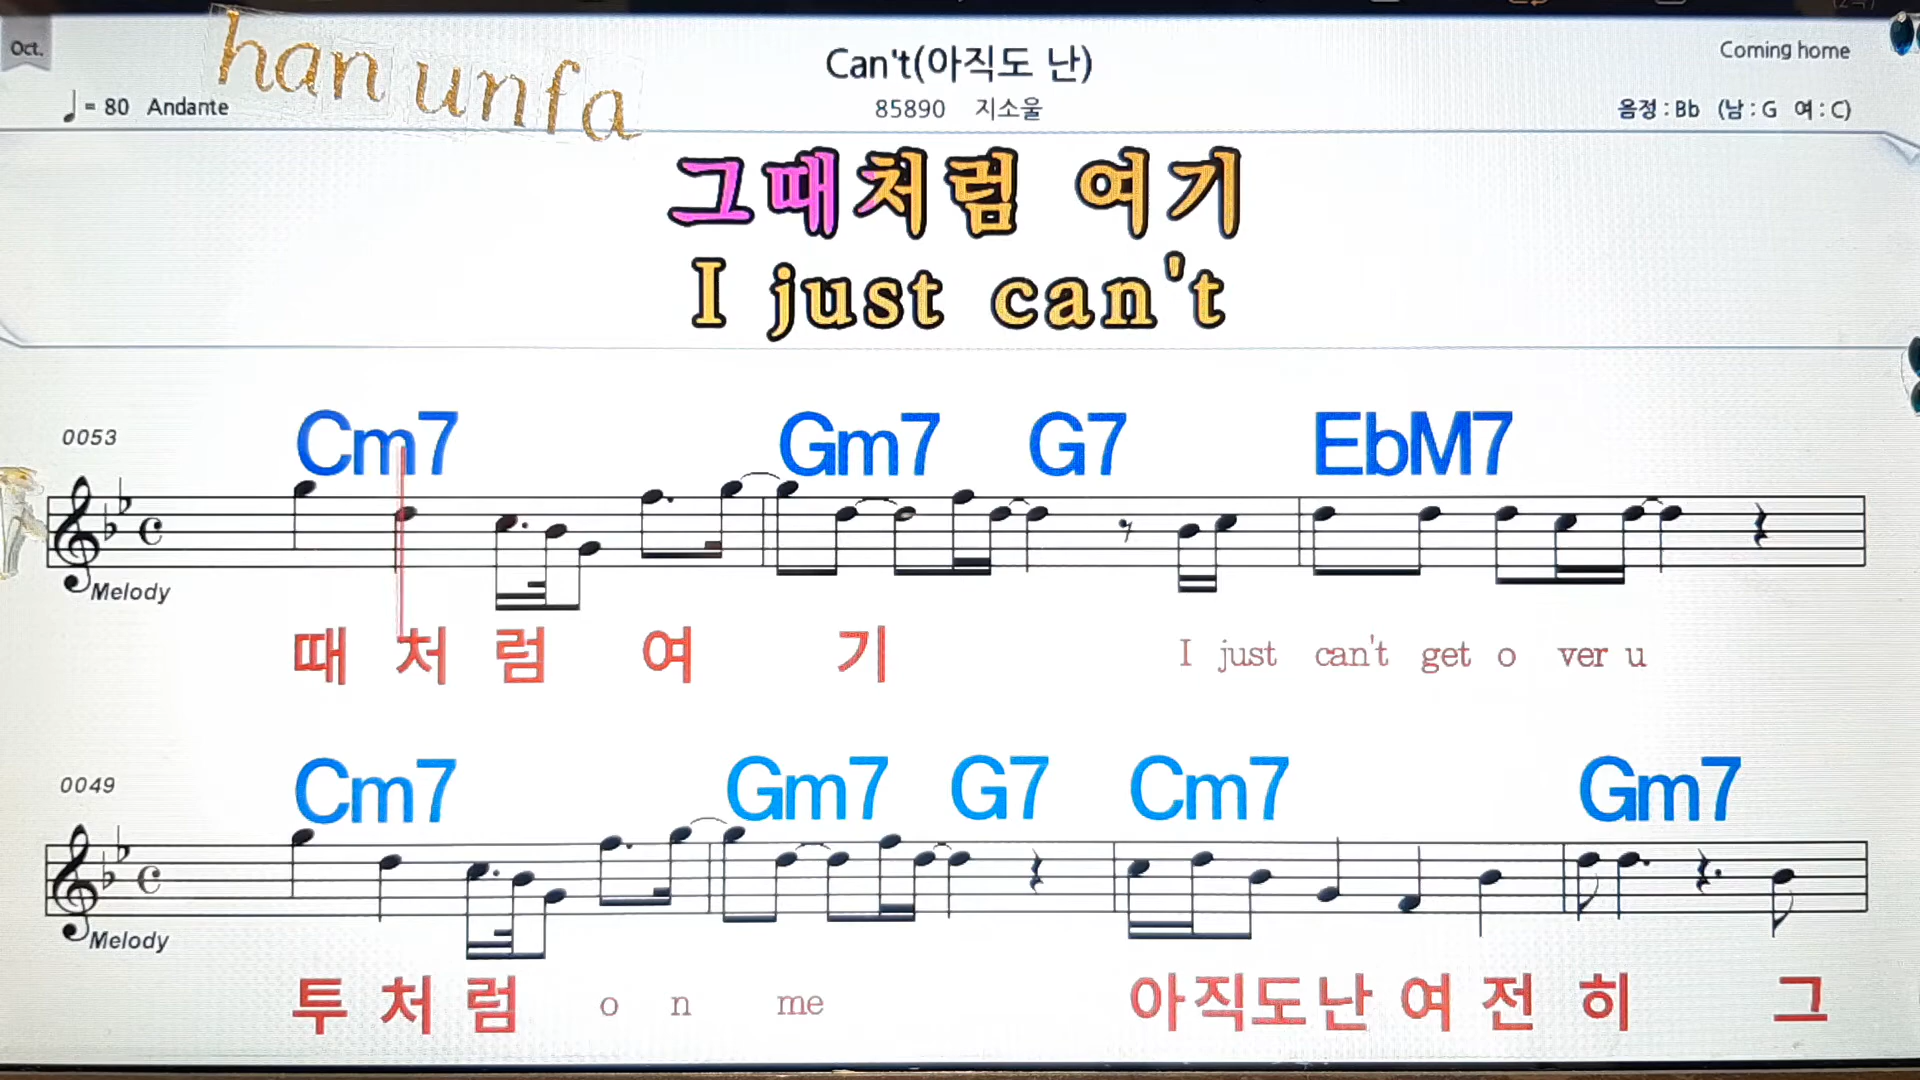 Oct.
han unfa
Can't(아직도 난)
Coming home
= 80 Andante
85890 지소울
음정 : Bb (남 : G 여 : C)
그때처럼 여기
I just can't
Cm7 Gm7 G7 EbM7
0053
Melody
때 처 럼 여 기 I just can't get o ver u
Cm7 Gm7 G7 Cm7 Gm7
0049
Melody
투 처 럼 o n me 아직도난 여 전 히 그